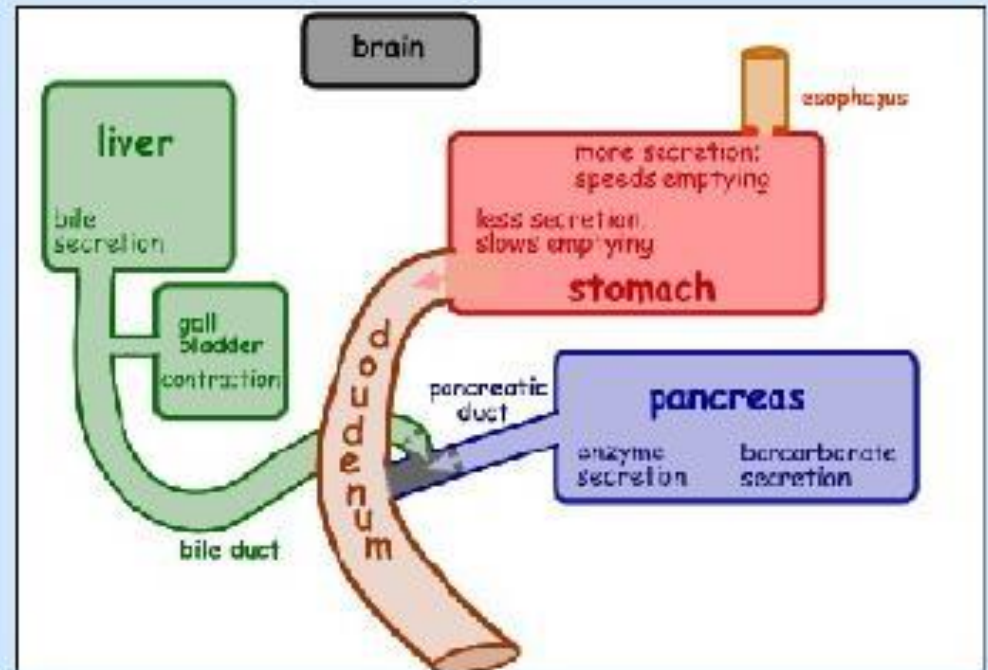 brain
esophagus
liver
more secretion:
speeds emptying
bile
secretion
less secretion,
slows emptying
stomach
gall
bladder
contraction
doudenum
pancreatic
duct
pancreas
enzyme
secretion
barcarbonate
secretion
bile duct